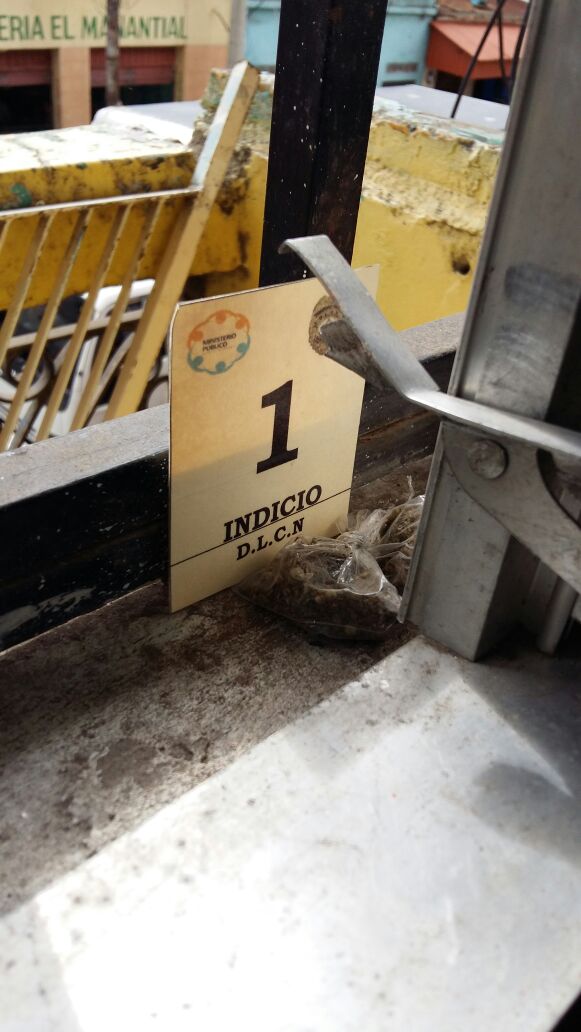 ERIA EL MANANTIAL
MINISTERIO
PUBLICO
1
INDICIO
D.L.C.N